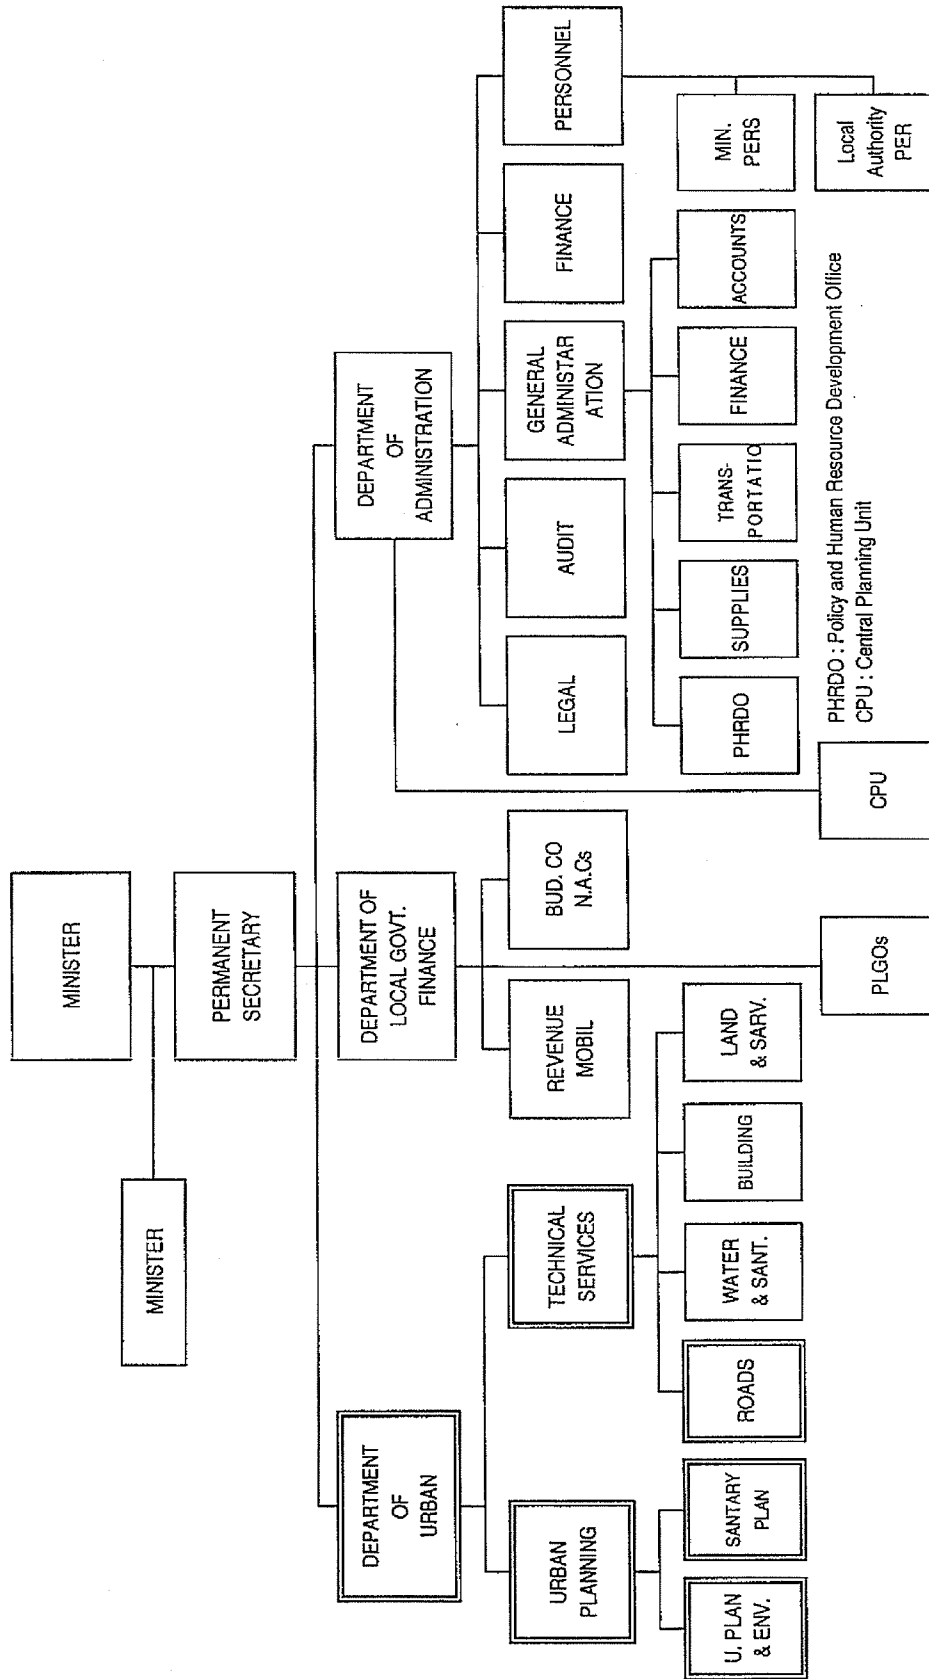 MINISTER
MINISTER
PERMANENT
SECRETARY
DEPARTMENT
OF
URBAN
DEPARTMENT OF
LOCAL GOVT.
FINANCE
DEPARTMENT
OF
ADMINISTRATION
URBAN
PLANNING
TECHNICAL
SERVICES
REVENUE
MOBIL
BUD. CO
N.A.Cs
LEGAL
AUDIT
GENERAL
ADMINISTAR
ATION
FINANCE
PERSONNEL
U. PLAN
& ENV.
SANTARY
PLAN
ROADS
WATER
& SANT.
BUILDING
LAND
& SARV.
PHRDO
SUPPLIES
TRANS-
PORTATIO
FINANCE
ACCOUNTS
MIN.
PERS
PLGOs
CPU
Local
Authority
PER
PHRDO : Policy and Human Resource Development Office
CPU : Central Planning Unit